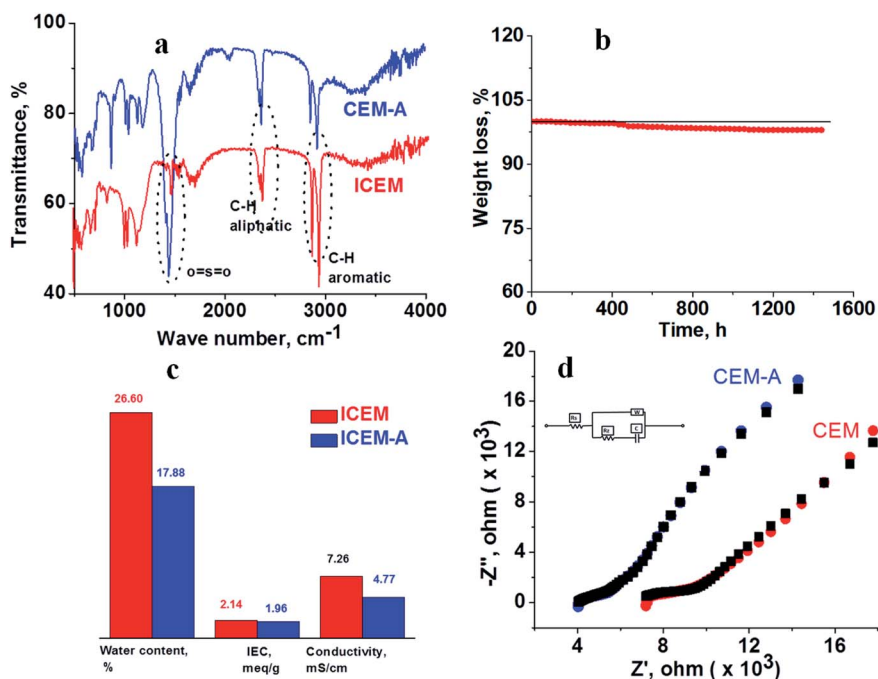 a
100
80
60
40
Transmittance, %
CEM-A
ICEM
C-H
aliphatic
o=s=o
C-H
aromatic
1000 2000 3000 4000
Wave number, cm-1
b
120
105
90
75
60
Weight loss, %
0 400 800 1200 1600
Time, h
c
26.60
17.88
2.14
1.96
7.26
4.77
ICEM
ICEM-A
Water content,
%
IEC,
meq/g
Conductivity,
mS/cm
d
20
16
12
8
4
0
-Z", ohm ( x 103)
CEM-A
CEM
Rs
W
Rz
C
4 8 12 16
Z', ohm ( x 103)